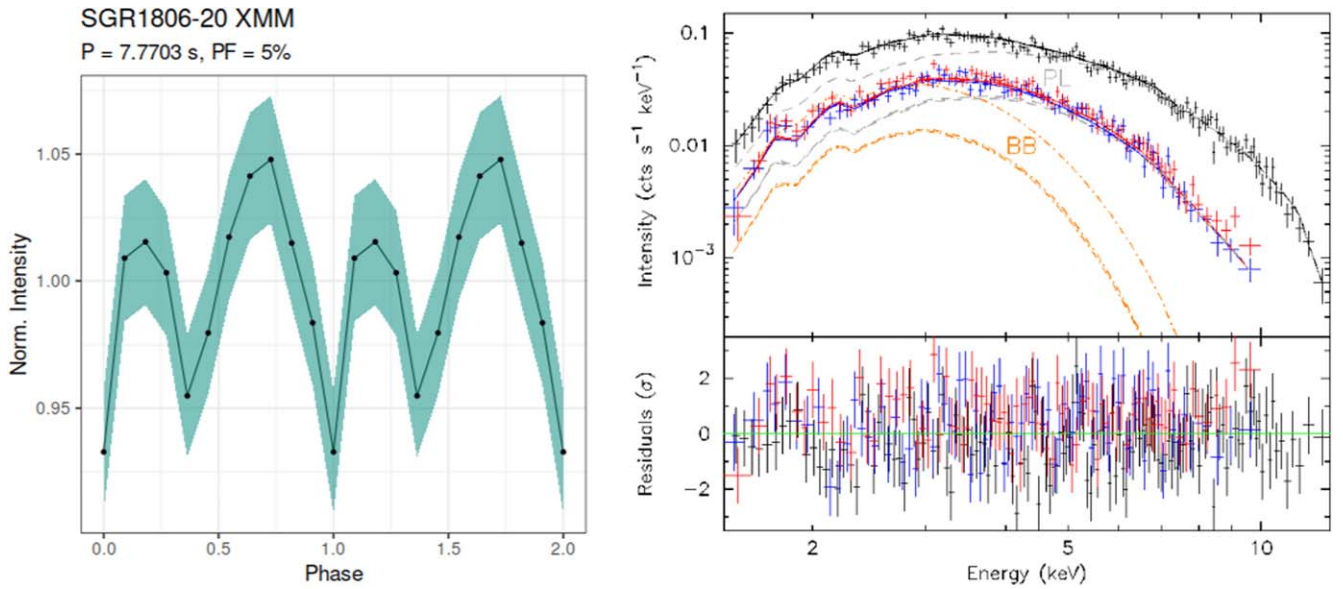 SGR1806-20 XMM
P = 7.7703 s, PF = 5%
1.05
1.00
0.95
Norm. Intensity
0.0
0.5
1.0
1.5
2.0
Phase
0.1
0.01
10⁻³
Intensity (cts s⁻¹ keV⁻¹)
PL
BB
2
0
−2
Residuals (σ)
2
5
10
Energy (keV)